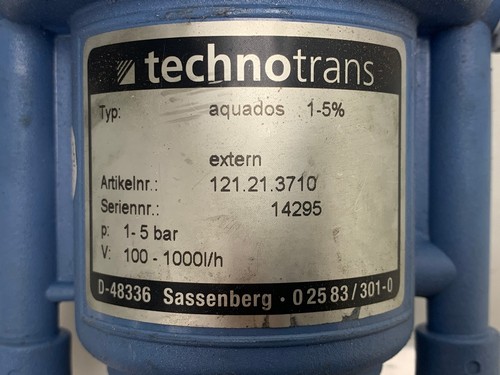 technotrans
Typ: aquados 1-5%
extern
Artikelnr.: 121.21.3710
Seriennr.: 14295
p: 1- 5 bar
V: 100 - 1000l/h
D-48336 Sassenberg · 0 25 83 / 301-0